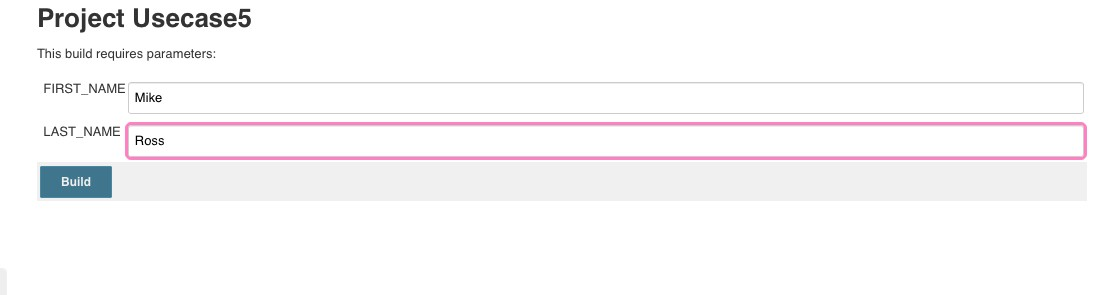 Project Usecase5
This build requires parameters:
FIRST_NAME Mike
LAST_NAME Ross
Build